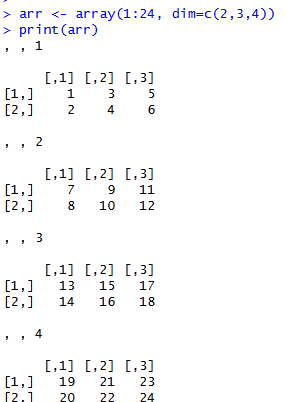 > arr <- array(1:24, dim=c(2,3,4))
> print(arr)
, , 1
     [,1] [,2] [,3]
[1,]    1    3    5
[2,]    2    4    6
, , 2
     [,1] [,2] [,3]
[1,]    7    9   11
[2,]    8   10   12
, , 3
     [,1] [,2] [,3]
[1,]   13   15   17
[2,]   14   16   18
, , 4
     [,1] [,2] [,3]
[1,]   19   21   23
[2,]   20   22   24